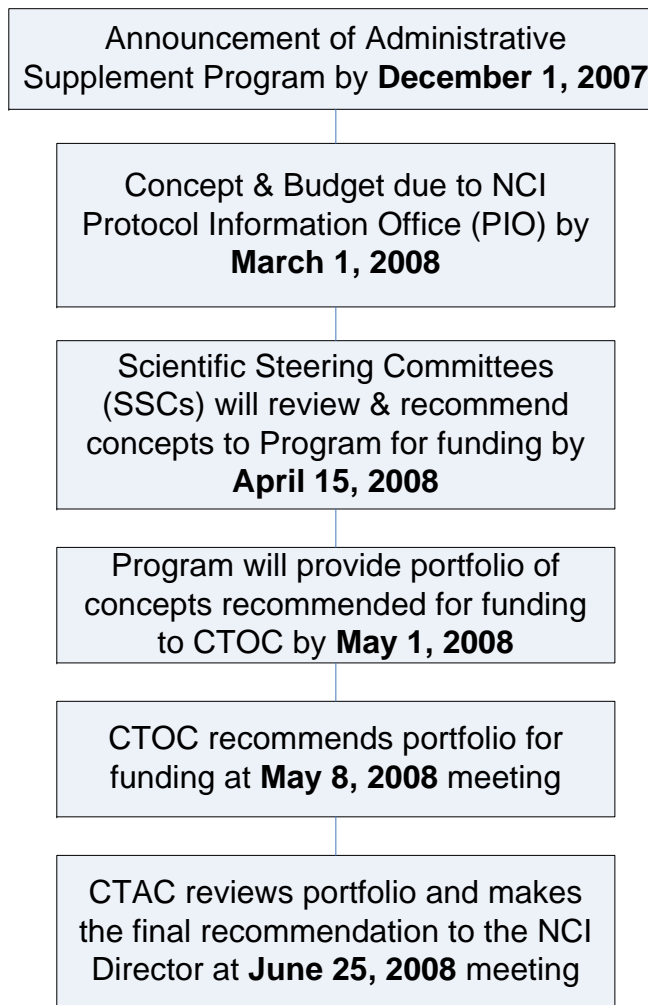 Announcement of Administrative
Supplement Program by December 1, 2007
Concept & Budget due to NCI
Protocol Information Office (PIO) by
March 1, 2008
Scientific Steering Committees
(SSCs) will review & recommend
concepts to Program for funding by
April 15, 2008
Program will provide portfolio of
concepts recommended for funding
to CTOC by May 1, 2008
CTOC recommends portfolio for
funding at May 8, 2008 meeting
CTAC reviews portfolio and makes
the final recommendation to the NCI
Director at June 25, 2008 meeting